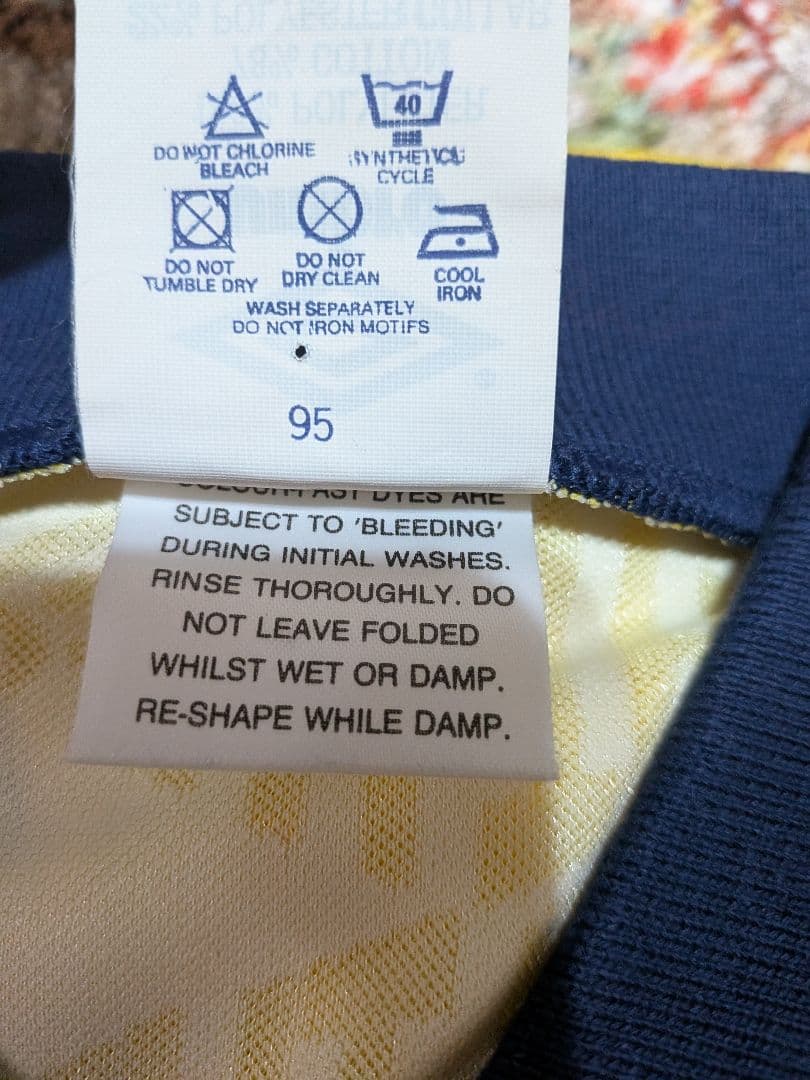 40
DO NOT CHLORINE
BLEACH
SYNTHETICS
CYCLE
DO NOT
TUMBLE DRY
DO NOT
DRY CLEAN
COOL
IRON
WASH SEPARATELY
DO NOT IRON MOTIFS
95
DYES ARE
SUBJECT TO 'BLEEDING'
DURING INITIAL WASHES.
RINSE THOROUGHLY. DO
NOT LEAVE FOLDED
WHILST WET OR DAMP.
RE-SHAPE WHILE DAMP.